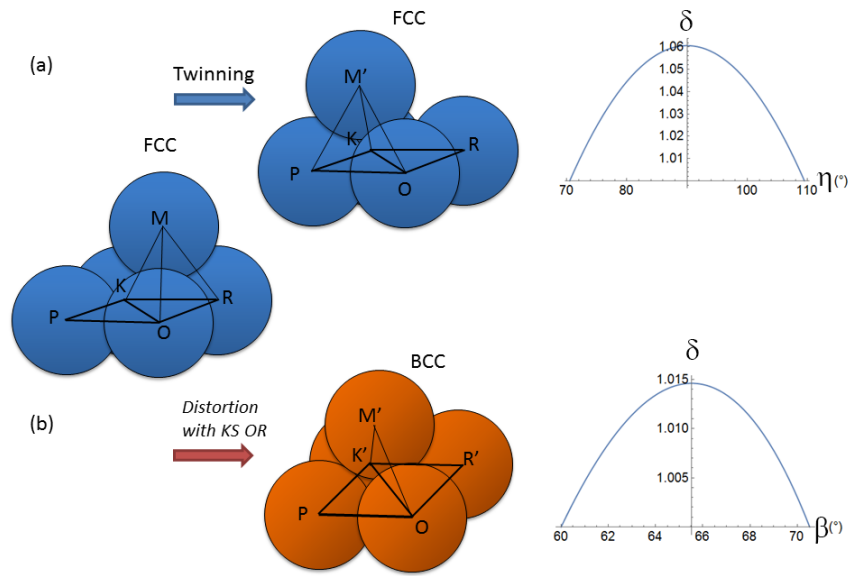 (a)
Twinning
FCC
M
K
R
P
O
FCC
M'
K
R
P
O
δ
1.06
1.05
1.04
1.03
1.02
1.01
70
80
90
100
110
η(°)
(b)
Distortion
with KS OR
BCC
M'
K'
R'
P
O
δ
1.015
1.010
1.005
60
62
64
66
68
70
β(°)